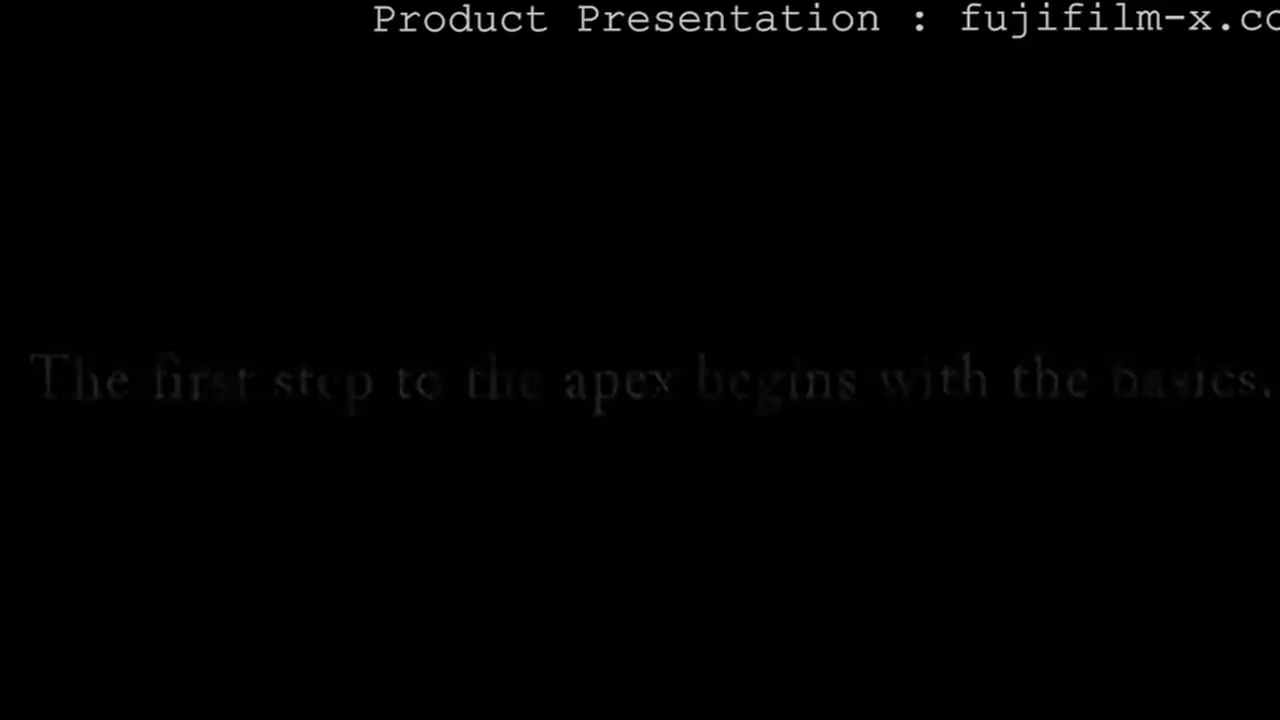 Product Presentation : fujifilm-x.co
The first step to the apex begins with the basics.